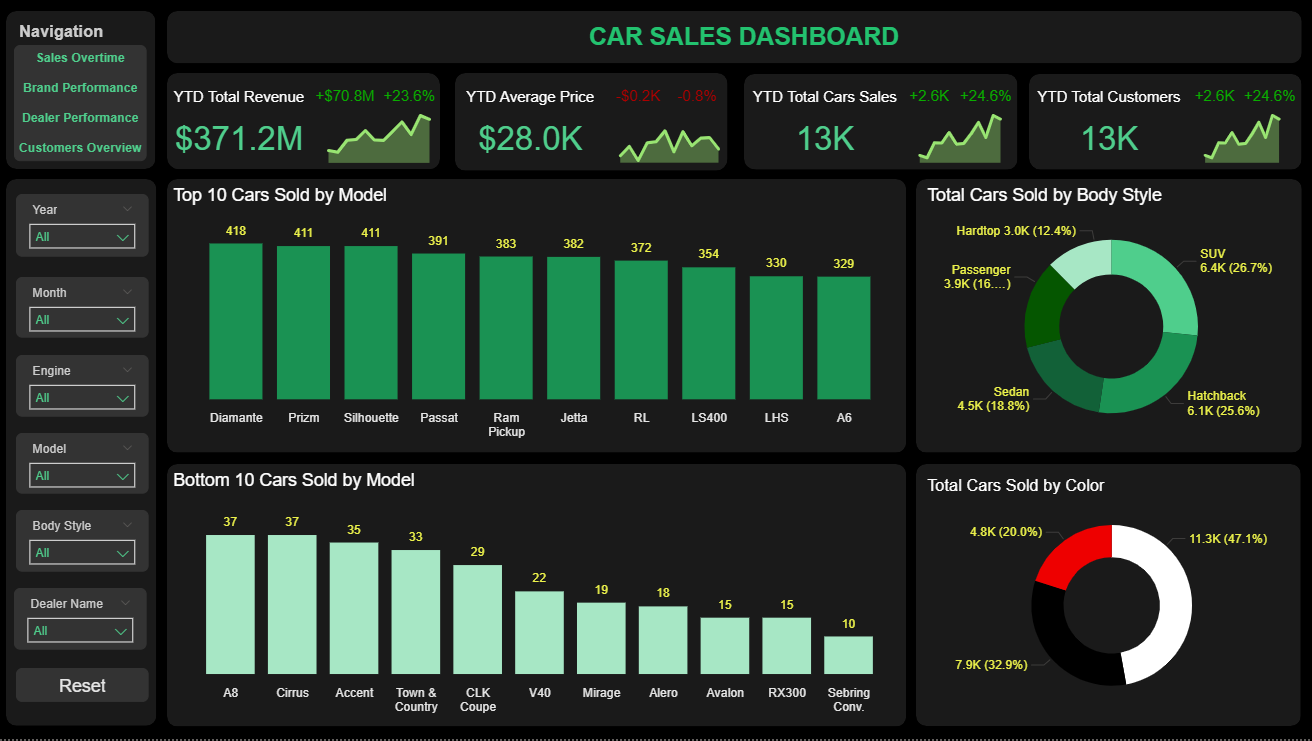 Navigation
Sales Overtime
Brand Performance
Dealer Performance
Customers Overview
CAR SALES DASHBOARD
YTD Total Revenue +$70.8M +23.6%
$371.2M
YTD Average Price -$0.2K -0.8%
$28.0K
YTD Total Cars Sales +2.6K +24.6%
13K
YTD Total Customers +2.6K +24.6%
13K
Year
All
Month
All
Engine
All
Model
All
Body Style
All
Dealer Name
All
Reset
Top 10 Cars Sold by Model
418 411 411 391 383 382 372 354 330 329
Diamante Prizm Silhouette Passat Ram Jetta RL LS400 LHS A6
Pickup
Total Cars Sold by Body Style
Hardtop 3.0K (12.4%)
SUV
6.4K (26.7%)
Passenger
3.9K (16....)
Sedan
4.5K (18.8%)
Hatchback
6.1K (25.6%)
Bottom 10 Cars Sold by Model
37 37 35 33 29 22 19 18 15 15 10
A8 Cirrus Accent Town & CLK V40 Mirage Alero Avalon RX300 Sebring
Country Coupe Conv.
Total Cars Sold by Color
4.8K (20.0%)
11.3K (47.1%)
7.9K (32.9%)